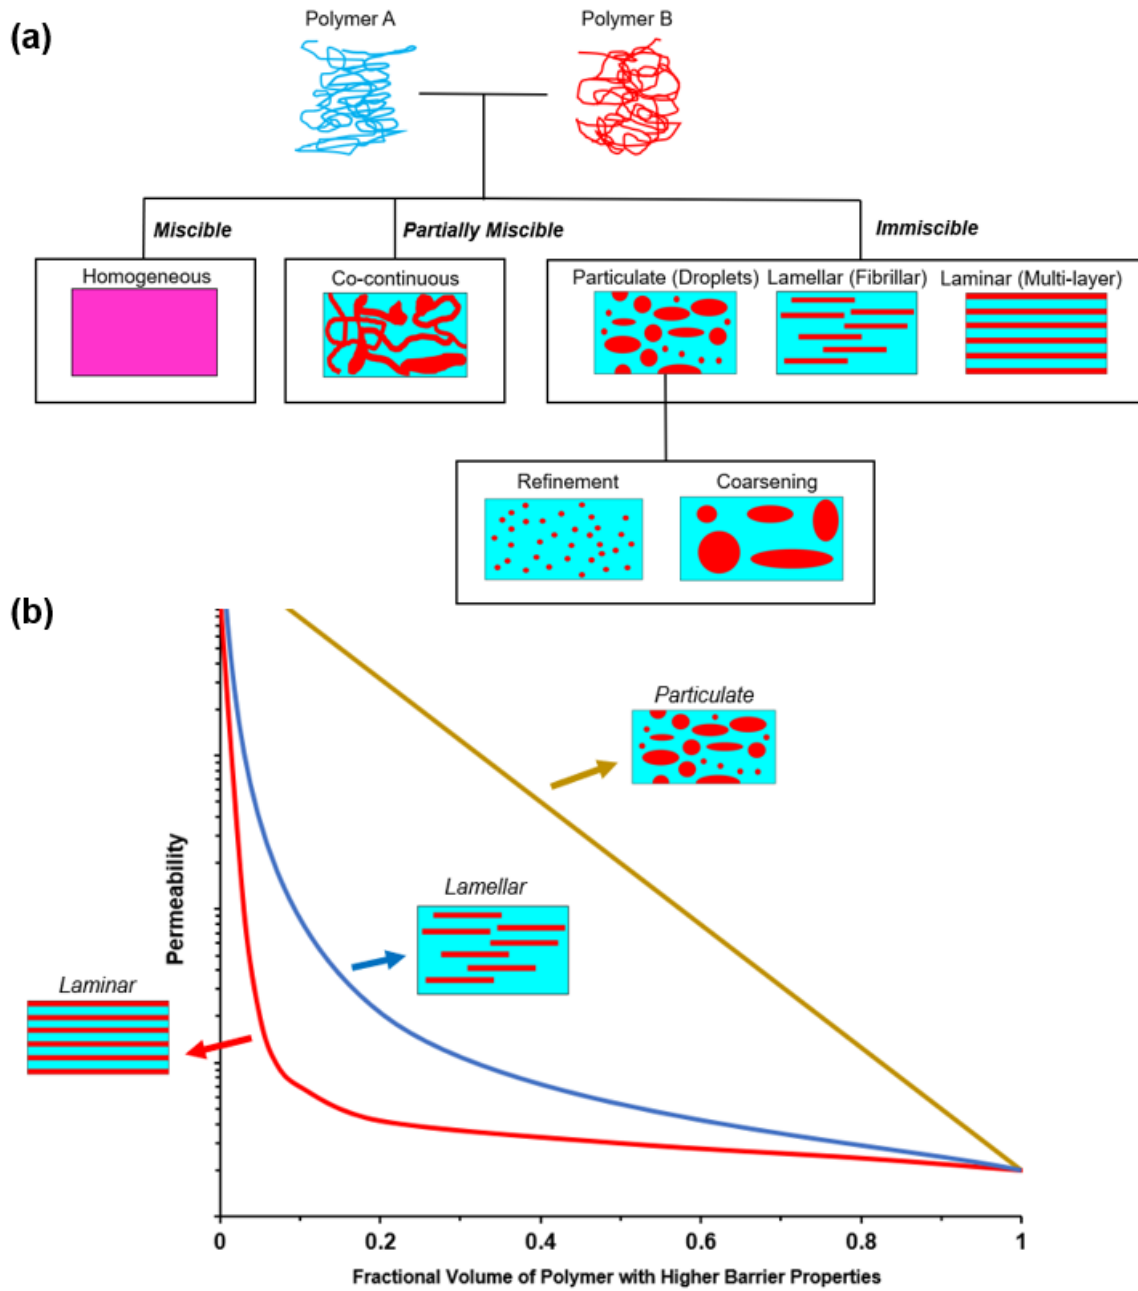 (a)
Polymer A
Polymer B
Miscible
Partially Miscible
Immiscible
Homogeneous
Co-continuous
Particulate (Droplets)
Lamellar (Fibrillar)
Laminar (Multi-layer)
Refinement
Coarsening
(b)
Particulate
Lamellar
Laminar
Permeability
0
0.2
0.4
0.6
0.8
1
Fractional Volume of Polymer with Higher Barrier Properties